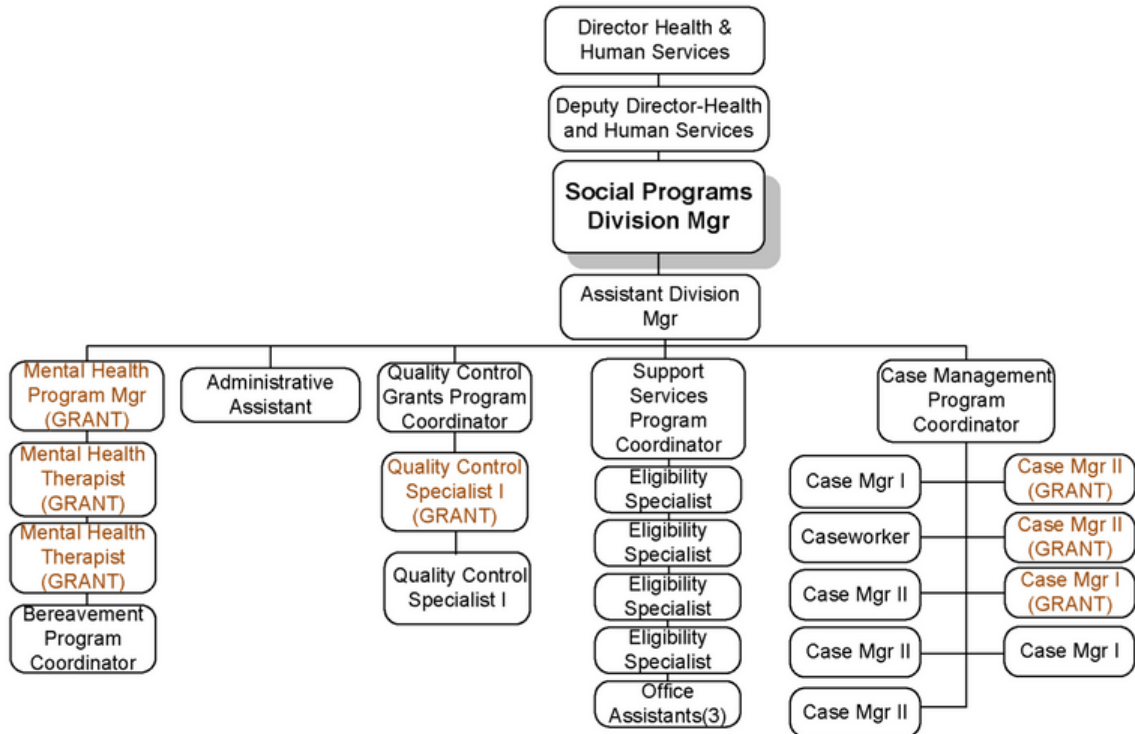 Director Health &
Human Services
Deputy Director-Health
and Human Services
Social Programs
Division Mgr
Assistant Division
Mgr
Mental Health
Program Mgr
(GRANT)
Mental Health
Therapist
(GRANT)
Mental Health
Therapist
(GRANT)
Bereavement
Program
Coordinator
Administrative
Assistant
Quality Control
Grants Program
Coordinator
Quality Control
Specialist I
(GRANT)
Quality Control
Specialist I
Support
Services
Program
Coordinator
Eligibility
Specialist
Eligibility
Specialist
Eligibility
Specialist
Eligibility
Specialist
Office
Assistants(3)
Case Management
Program
Coordinator
Case Mgr I
Caseworker
Case Mgr II
Case Mgr II
Case Mgr II
Case Mgr II
(GRANT)
Case Mgr II
(GRANT)
Case Mgr I
(GRANT)
Case Mgr I